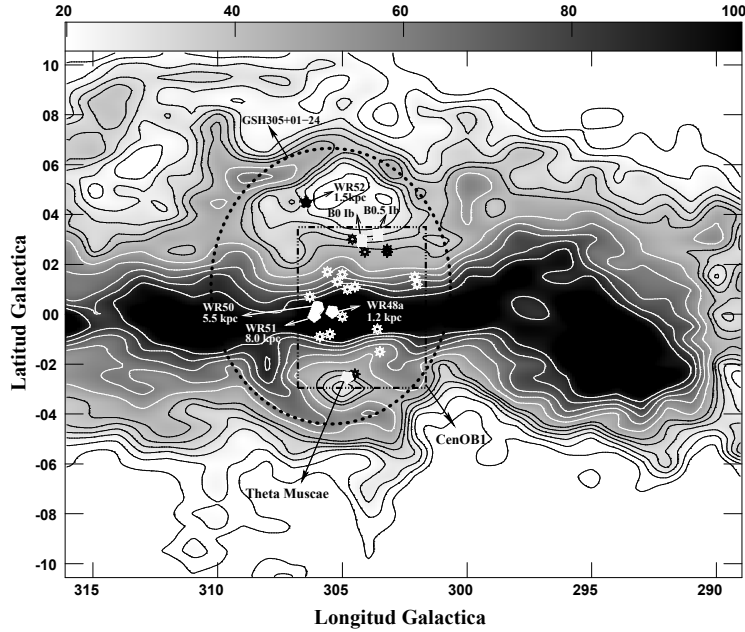 20 40 60 80 100
10
08
GSH305+01−24
06
WR52
1.5kpc
B0 Ib B0.5 Ib
04
02
WR50
5.5 kpc
WR48a
1.2 kpc
00
WR51
8.0 kpc
-02
-04
CenOB1
-06
Theta Muscae
-08
-10
Latitud Galactica
315 310 305 300 295 290
Longitud Galactica